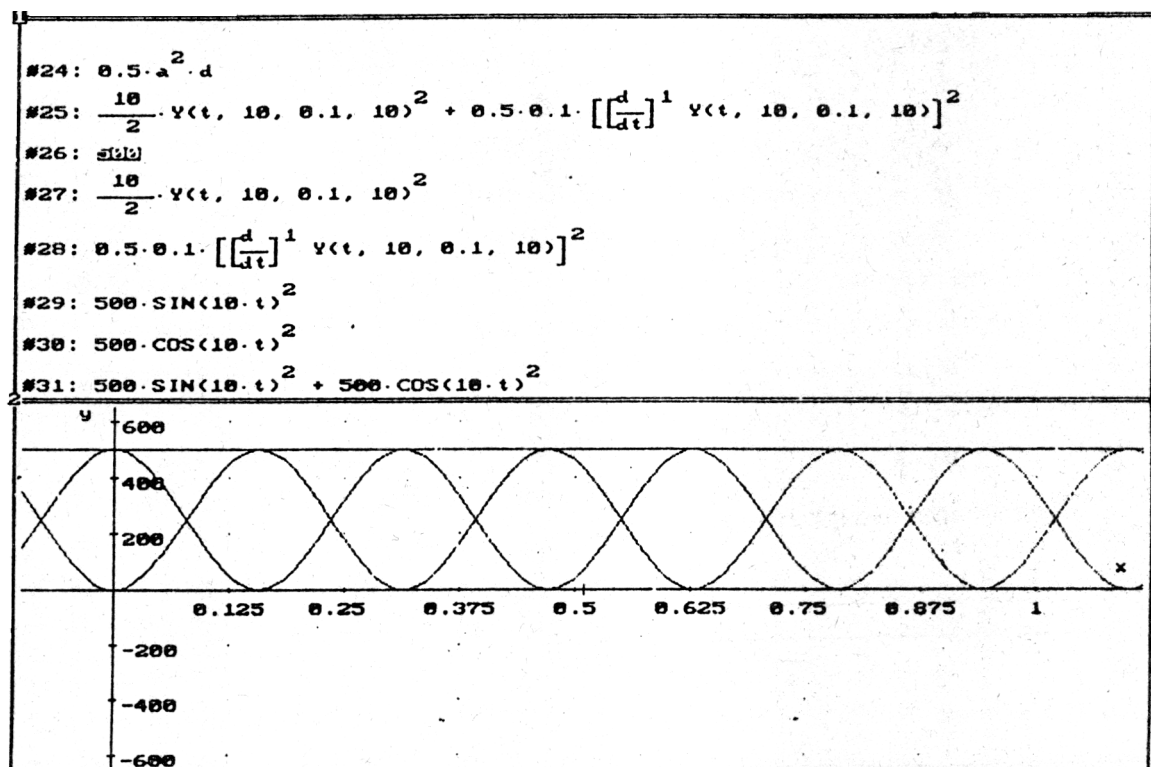 1
#24: 0.5·a^2·d
#25: 10/2·Y(t, 10, 0.1, 10)^2 + 0.5·0.1·[[d/dt]^1 Y(t, 10, 0.1, 10)]^2
#26: 500
#27: 10/2·Y(t, 10, 0.1, 10)^2
#28: 0.5·0.1·[[d/dt]^1 Y(t, 10, 0.1, 10)]^2
#29: 500·SIN(10·t)^2
#30: 500·COS(10·t)^2
#31: 500·SIN(10·t)^2 + 500·COS(10·t)^2
2
y
600
400
200
x
0.125 0.25 0.375 0.5 0.625 0.75 0.875 1
-200
-400
-600